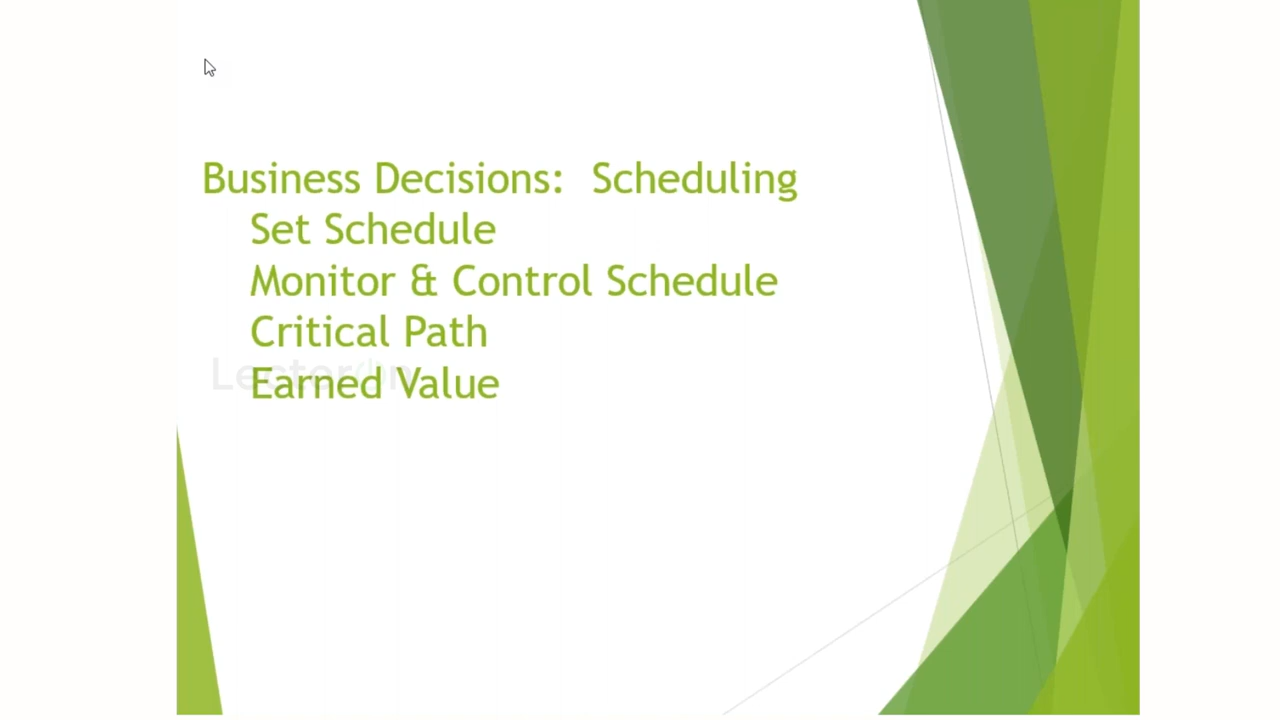 Business Decisions:  Scheduling
Set Schedule
Monitor & Control Schedule
Critical Path
Earned Value